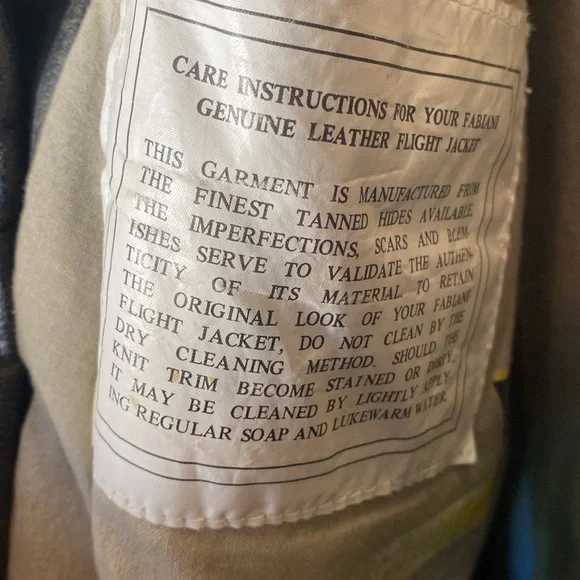 CARE INSTRUCTIONS FOR YOUR FABIANI
GENUINE LEATHER FLIGHT JACKET
THIS GARMENT IS MANUFACTURED FROM
THE FINEST TANNED HIDES AVAILABLE.
THE IMPERFECTIONS, SCARS AND BLEM-
ISHES SERVE TO VALIDATE THE AUTHEN-
TICITY OF ITS MATERIAL. TO RETAIN
THE ORIGINAL LOOK OF YOUR FABIANI
FLIGHT JACKET, DO NOT CLEAN BY THE
DRY CLEANING METHOD. SHOULD THE
KNIT TRIM BECOME STAINED OR DIRTY,
IT MAY BE CLEANED BY LIGHTLY APPLY-
ING REGULAR SOAP AND LUKEWARM WATER.